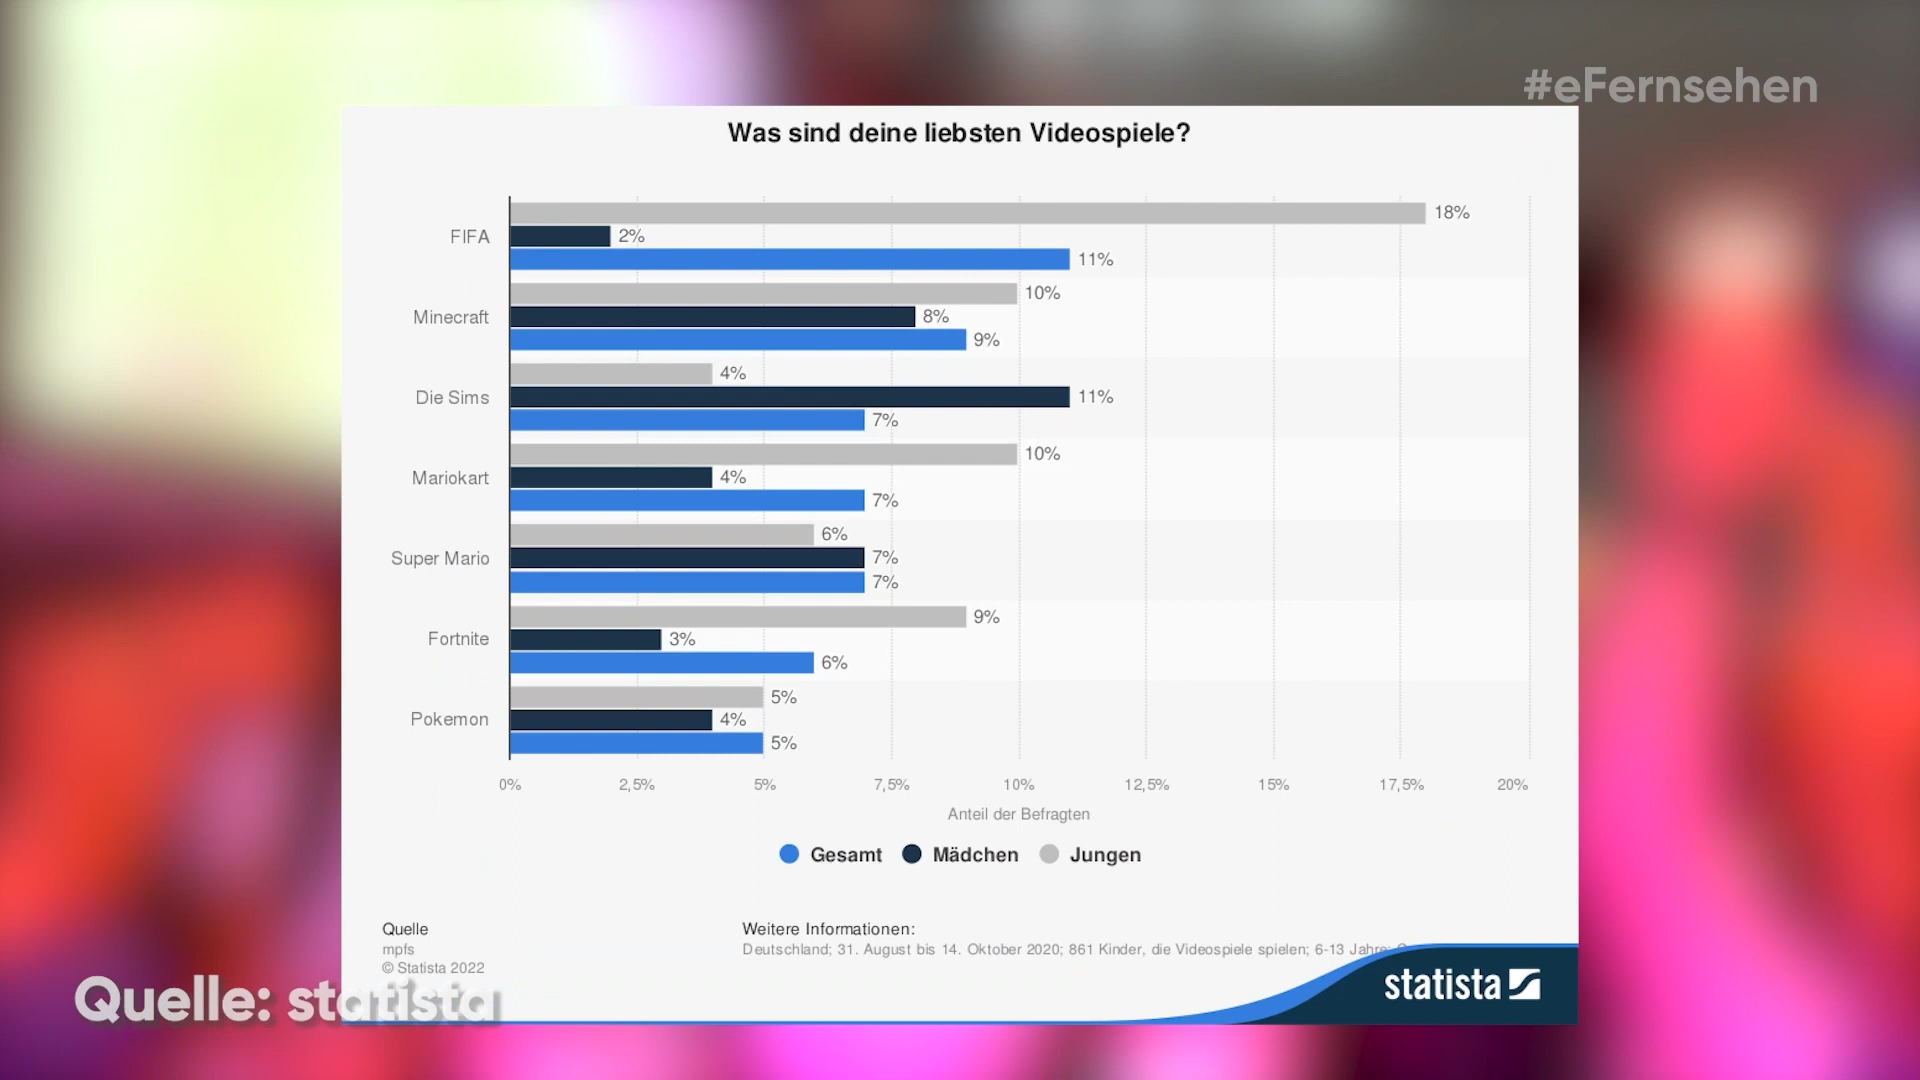 #eFernsehen
Was sind deine liebsten Videospiele?
FIFA
18%
2%
11%
Minecraft
10%
8%
9%
Die Sims
4%
11%
7%
Mariokart
10%
4%
7%
Super Mario
6%
7%
7%
Fortnite
9%
3%
6%
Pokemon
5%
4%
5%
0% 2,5% 5% 7,5% 10% 12,5% 15% 17,5% 20%
Anteil der Befragten
Gesamt Mädchen Jungen
Quelle
mpfs
© Statista 2022
Weitere Informationen:
Deutschland; 31. August bis 14. Oktober 2020; 861 Kinder, die Videospiele spielen; 6-13 Jahre;
statista
Quelle: statista